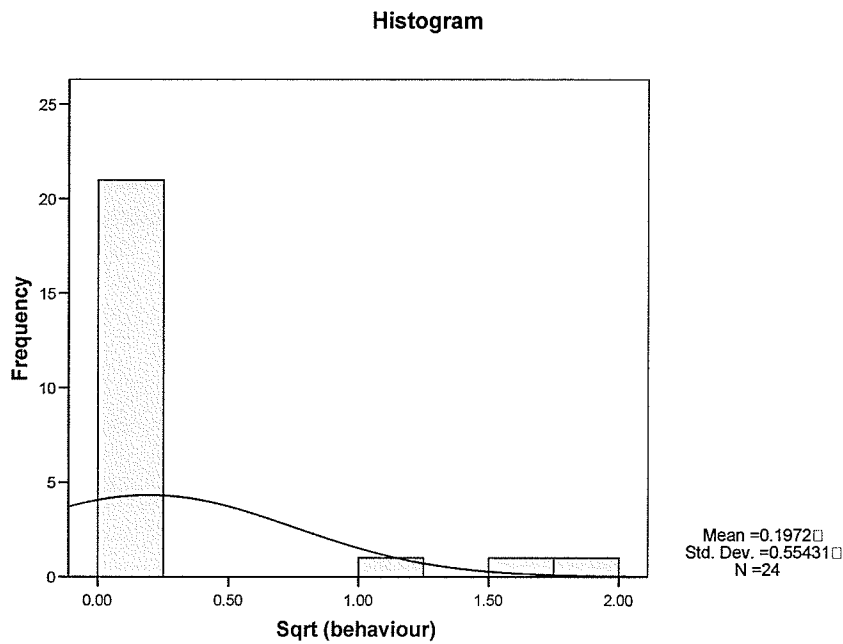 Histogram
25
20
15
10
5
0
Frequency
0.00 0.50 1.00 1.50 2.00
Sqrt (behaviour)
Mean =0.1972□
Std. Dev. =0.55431□
N =24